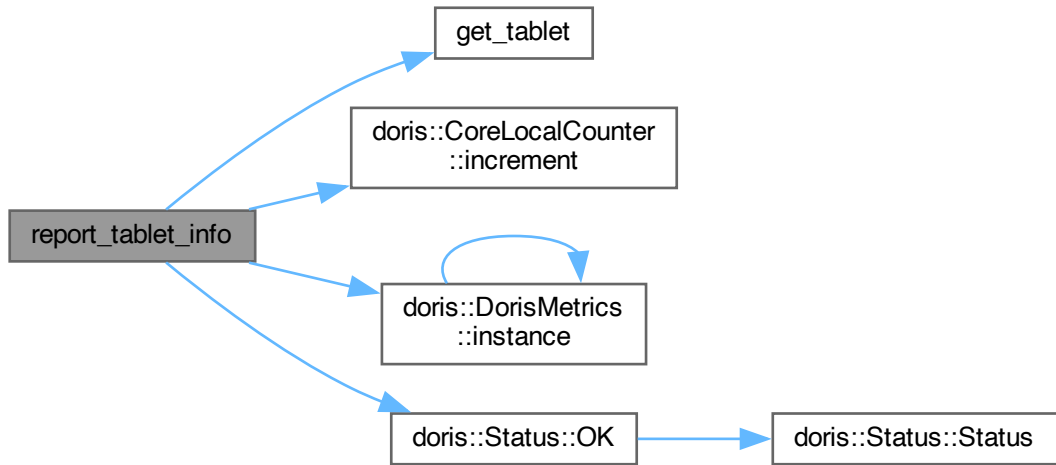 get_tablet
doris::CoreLocalCounter
::increment
report_tablet_info
doris::DorisMetrics
::instance
doris::Status::OK
doris::Status::Status